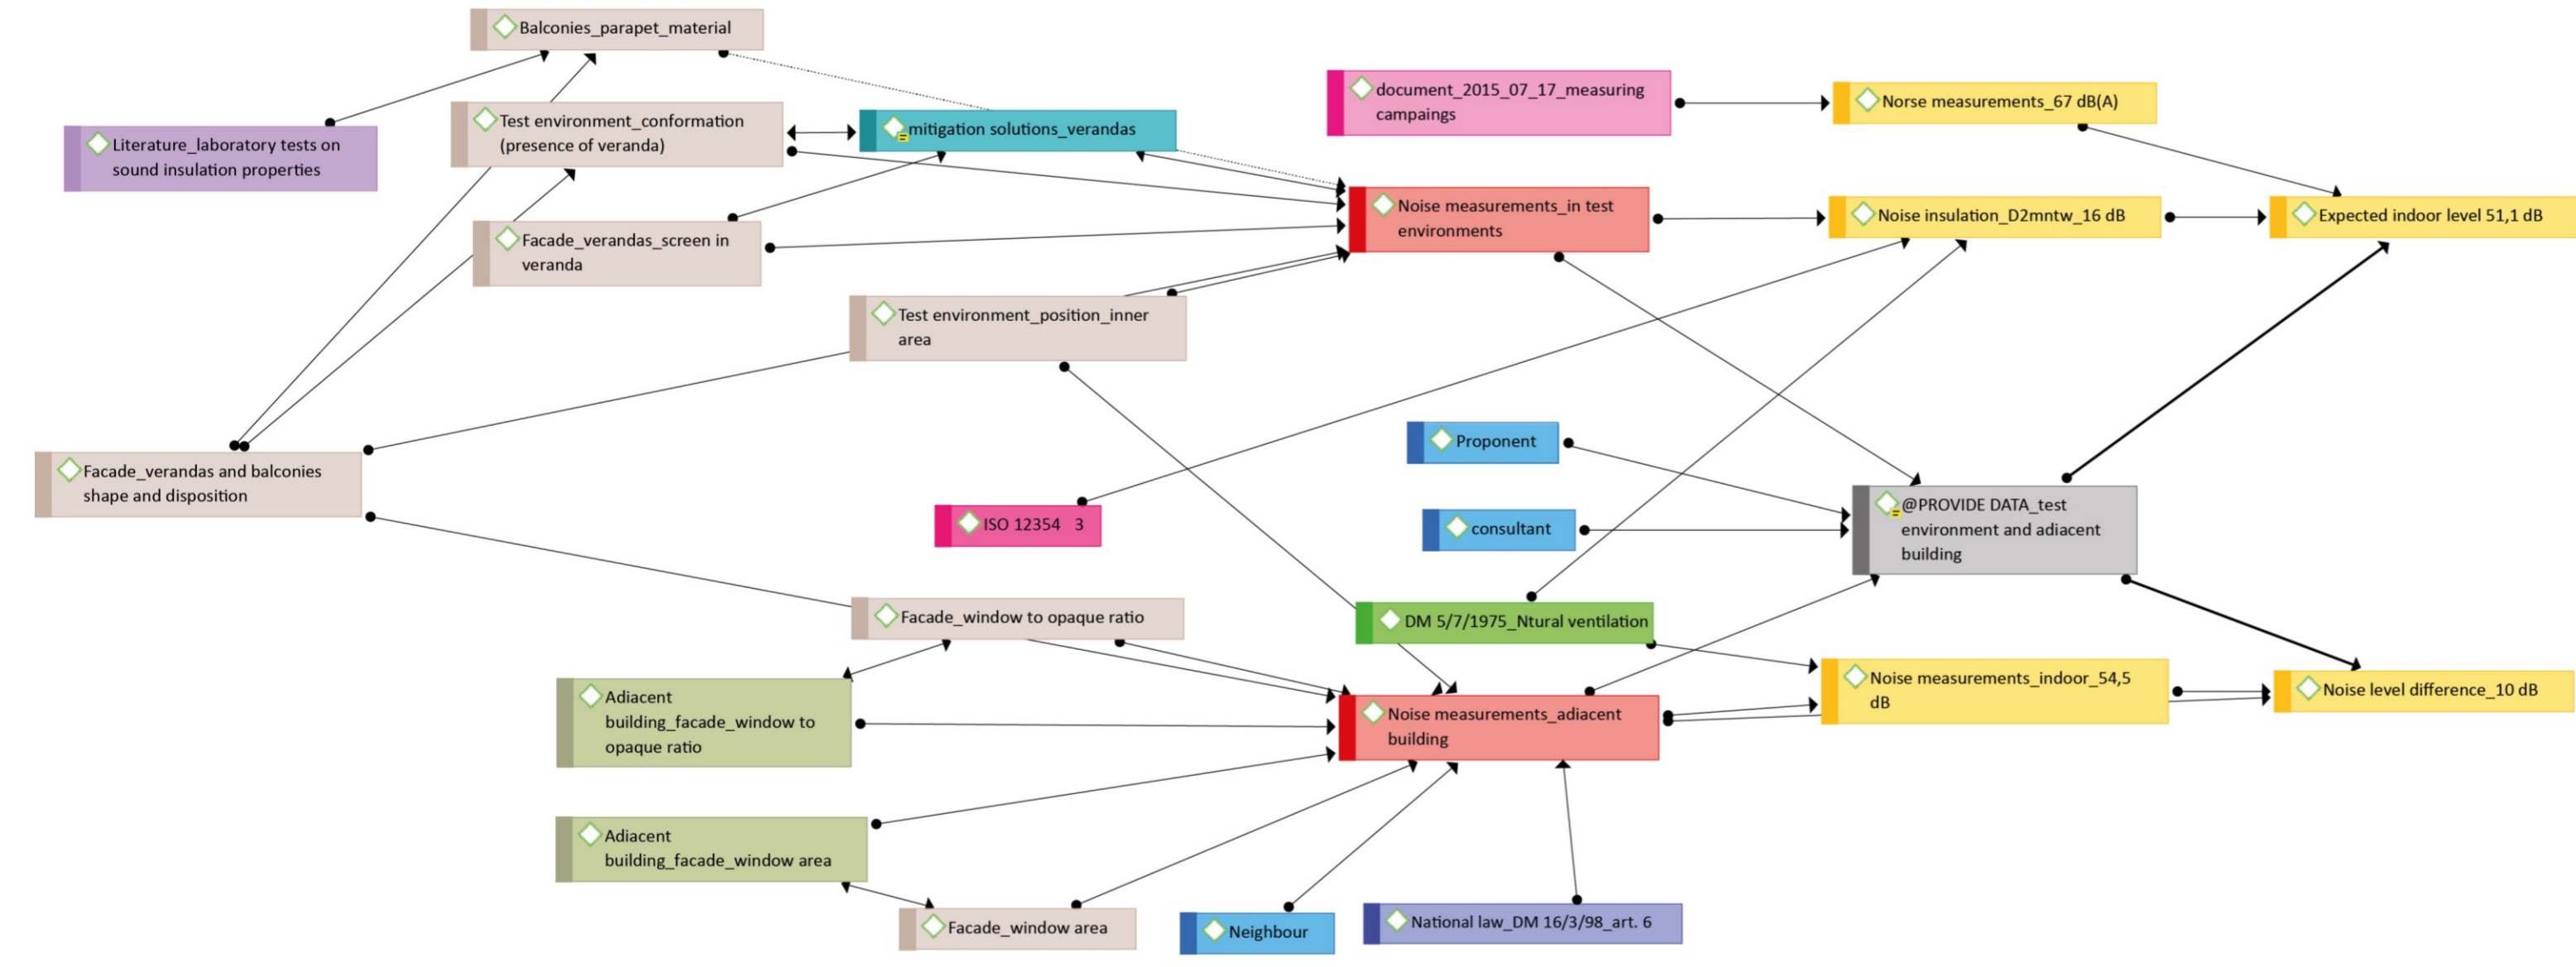 Balconies_parapet_material
document_2015_07_17_measuring
campaings
Norse measurements_67 dB(A)
Test environment_conformation
(presence of veranda)
mitigation solutions_verandas
Literature_laboratory tests on
sound insulation properties
Noise measurements_in test
environments
Noise insulation_D2mntw_16 dB
Expected indoor level 51,1 dB
Facade_verandas_screen in
veranda
Test environment_position_inner
area
Proponent
Facade_verandas and balconies
shape and disposition
ISO 12354   3
consultant
@PROVIDE DATA_test
environment and adiacent
building
Facade_window to opaque ratio
DM 5/7/1975_Ntural ventilation
Adiacent
building_facade_window to
opaque ratio
Noise measurements_indoor_54,5
dB
Noise level difference_10 dB
Noise measurements_adiacent
building
Adiacent
building_facade_window area
Facade_window area
Neighbour
National law_DM 16/3/98_art. 6